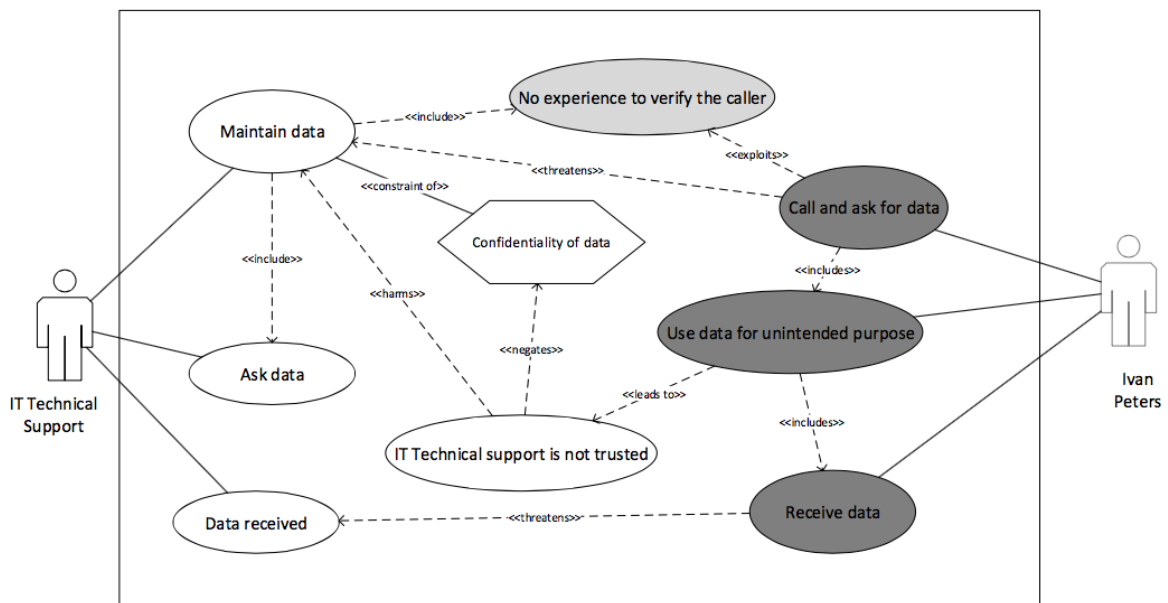 No experience to verify the caller
Maintain data
<<include>>
<<exploits>>
<<threatens>>
<<constraint of>>
Call and ask for data
Confidentiality of data
<<include>>
<<includes>>
<<harms>>
Use data for unintended purpose
<<negates>>
Ask data
IT Technical
Support
Ivan
Peters
<<leads to>>
<<includes>>
IT Technical support is not trusted
Data received
<<threatens>>
Receive data